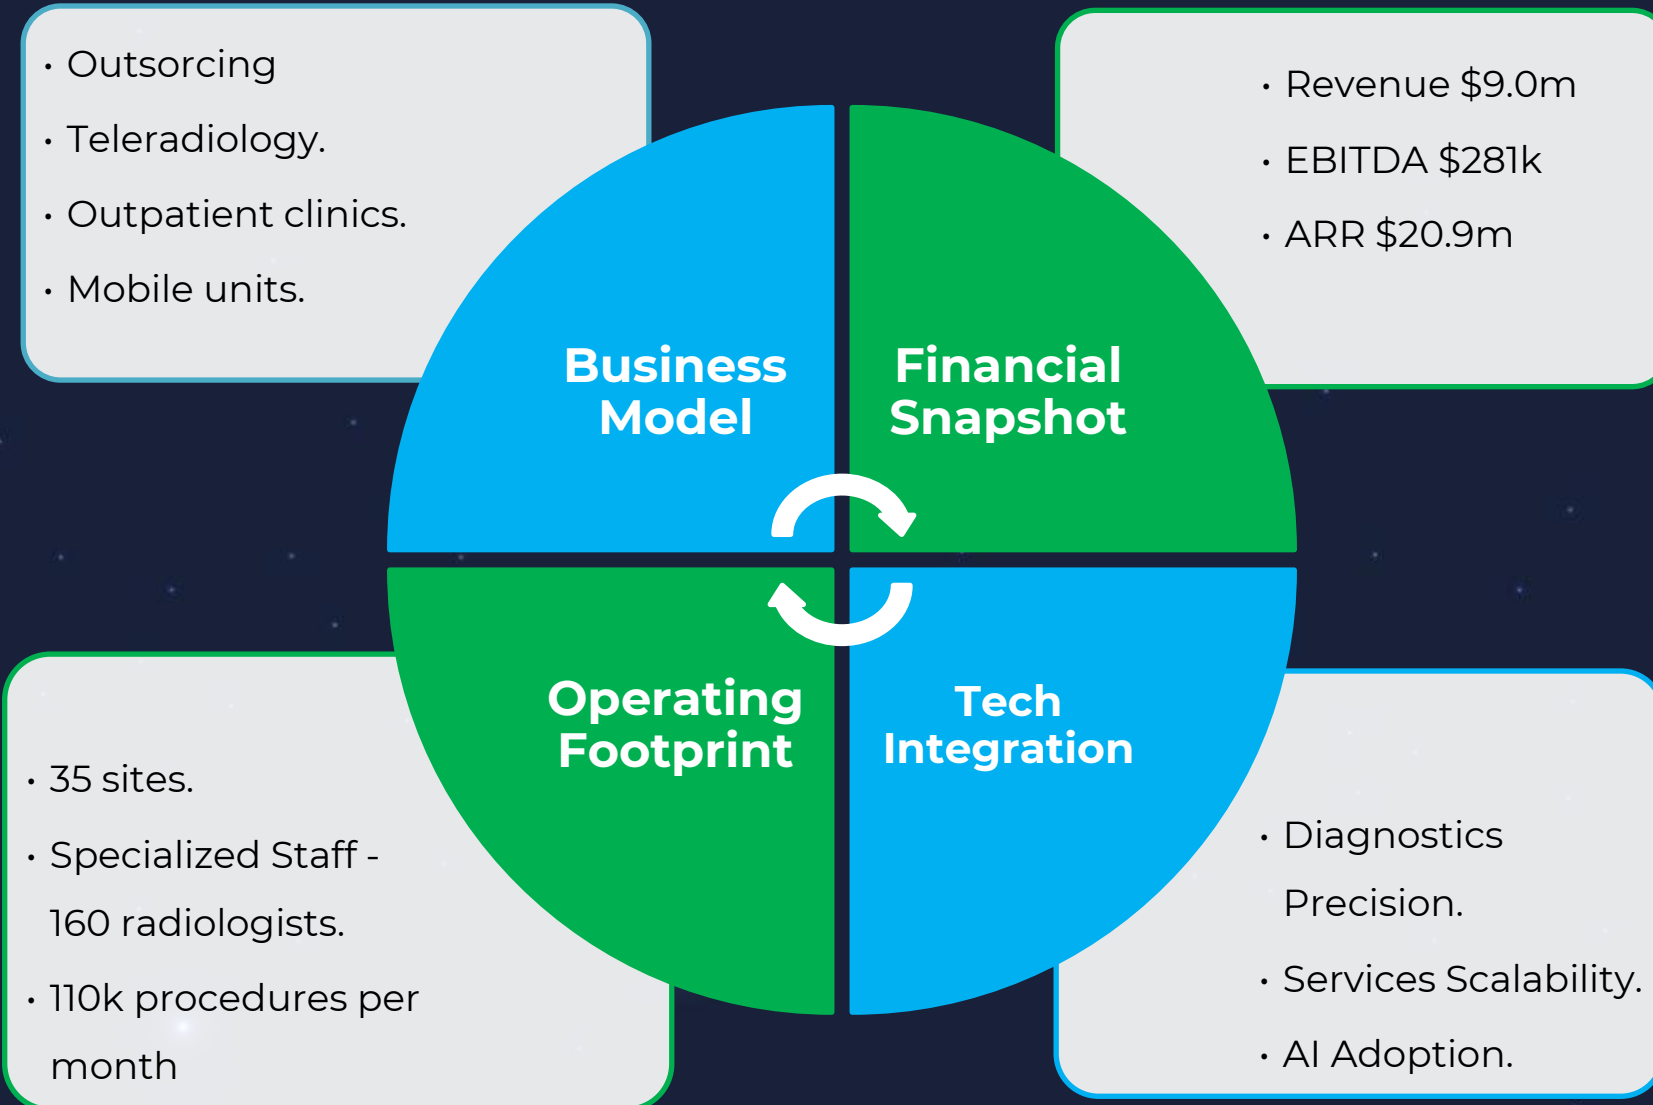 • Outsorcing
• Teleradiology.
• Outpatient clinics.
• Mobile units.
Business
Model
• Revenue $9.0m
• EBITDA $281k
• ARR $20.9m
Financial
Snapshot
Operating
Footprint
• 35 sites.
• Specialized Staff -
160 radiologists.
• 110k procedures per
month
Tech
Integration
• Diagnostics
Precision.
• Services Scalability.
• AI Adoption.